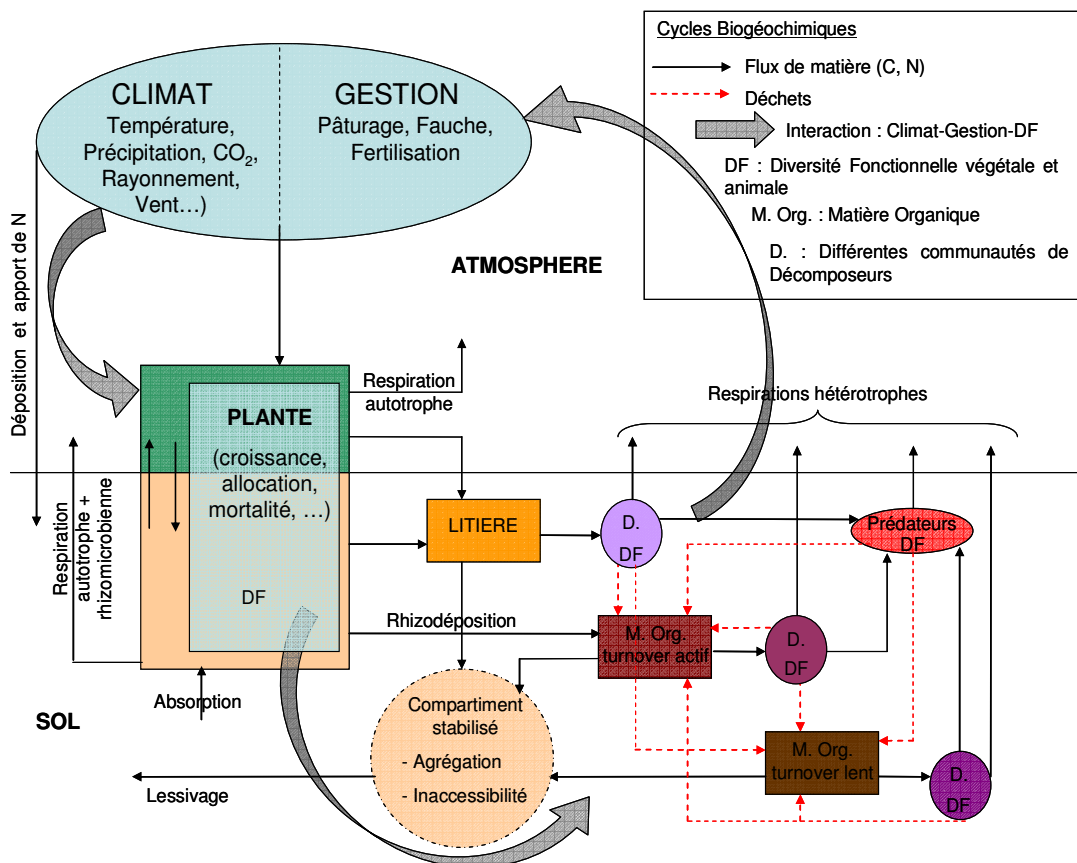 CLIMAT
Température,
Précipitation, CO₂,
Rayonnement,
Vent…)
GESTION
Pâturage, Fauche,
Fertilisation
Cycles Biogéochimiques
Flux de matière (C, N)
Déchets
Interaction : Climat-Gestion-DF
DF : Diversité Fonctionnelle végétale et
animale
M. Org. : Matière Organique
D. : Différentes communautés de
Décomposeurs
ATMOSPHERE
Déposition et apport de N
Respiration
autotrophe
Respirations hétérotrophes
PLANTE
(croissance,
allocation,
mortalité, …)
DF
Respiration
autotrophe +
rhizomicrobienne
LITIERE
D.
DF
Prédateurs
DF
Rhizodéposition
M. Org.
turnover actif
D.
DF
Absorption
SOL
Compartiment
stabilisé
- Agrégation
- Inaccessibilité
M. Org.
turnover lent
D.
DF
Lessivage